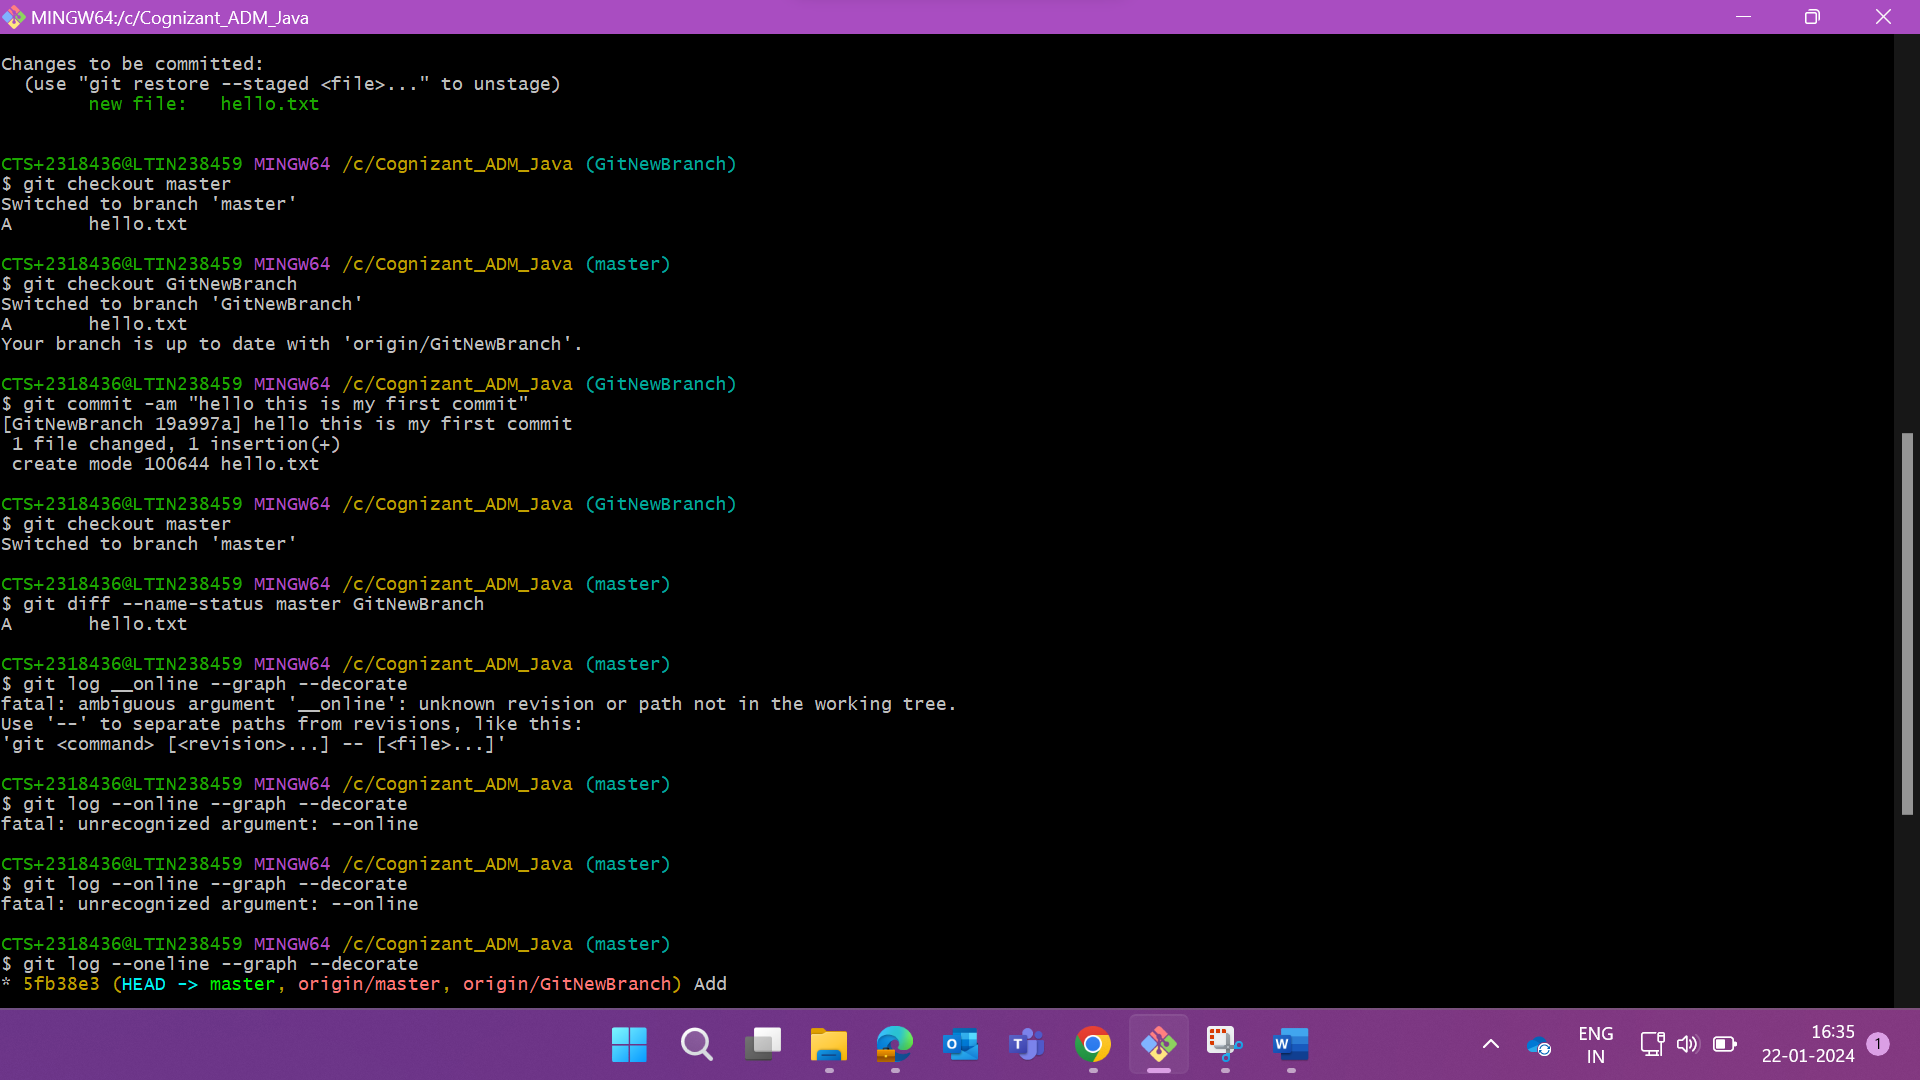 MINGW64:/c/Cognizant_ADM_Java
Changes to be committed:
  (use "git restore --staged <file>..." to unstage)
        new file:   hello.txt
CTS+2318436@LTIN238459 MINGW64 /c/Cognizant_ADM_Java (GitNewBranch)
$ git checkout master
Switched to branch 'master'
A       hello.txt
CTS+2318436@LTIN238459 MINGW64 /c/Cognizant_ADM_Java (master)
$ git checkout GitNewBranch
Switched to branch 'GitNewBranch'
A       hello.txt
Your branch is up to date with 'origin/GitNewBranch'.
CTS+2318436@LTIN238459 MINGW64 /c/Cognizant_ADM_Java (GitNewBranch)
$ git commit -am "hello this is my first commit"
[GitNewBranch 19a997a] hello this is my first commit
 1 file changed, 1 insertion(+)
 create mode 100644 hello.txt
CTS+2318436@LTIN238459 MINGW64 /c/Cognizant_ADM_Java (GitNewBranch)
$ git checkout master
Switched to branch 'master'
CTS+2318436@LTIN238459 MINGW64 /c/Cognizant_ADM_Java (master)
$ git diff --name-status master GitNewBranch
A       hello.txt
CTS+2318436@LTIN238459 MINGW64 /c/Cognizant_ADM_Java (master)
$ git log __online --graph --decorate
fatal: ambiguous argument '__online': unknown revision or path not in the working tree.
Use '--' to separate paths from revisions, like this:
'git <command> [<revision>...] -- [<file>...]'
CTS+2318436@LTIN238459 MINGW64 /c/Cognizant_ADM_Java (master)
$ git log --online --graph --decorate
fatal: unrecognized argument: --online
CTS+2318436@LTIN238459 MINGW64 /c/Cognizant_ADM_Java (master)
$ git log --online --graph --decorate
fatal: unrecognized argument: --online
CTS+2318436@LTIN238459 MINGW64 /c/Cognizant_ADM_Java (master)
$ git log --oneline --graph --decorate
* 5fb38e3 (HEAD -> master, origin/master, origin/GitNewBranch) Add
ENG
IN
16:35
22-01-2024
1